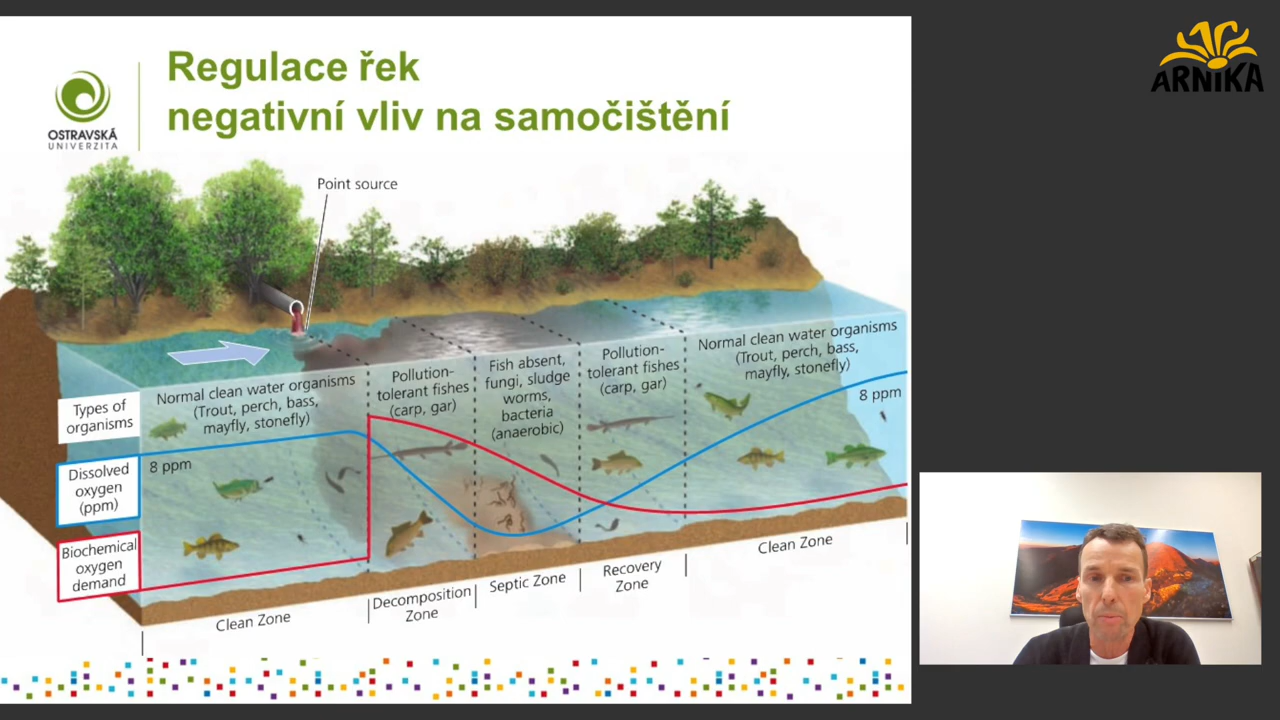 Regulace řek
negativní vliv na samočištění
OSTRAVSKÁ
UNIVERZITA
ARNIKA
Point source
Types of
organisms
Normal clean water organisms
(Trout, perch, bass,
mayfly, stonefly)
Pollution-
tolerant fishes
(carp, gar)
Fish absent,
fungi, sludge
worms,
bacteria
(anaerobic)
Pollution-
tolerant fishes
(carp, gar)
Normal clean water organisms
(Trout, perch, bass,
mayfly, stonefly)
Dissolved
oxygen
(ppm)
8 ppm
8 ppm
Biochemical
oxygen
demand
Clean Zone
Decomposition
Zone
Septic Zone
Recovery
Zone
Clean Zone